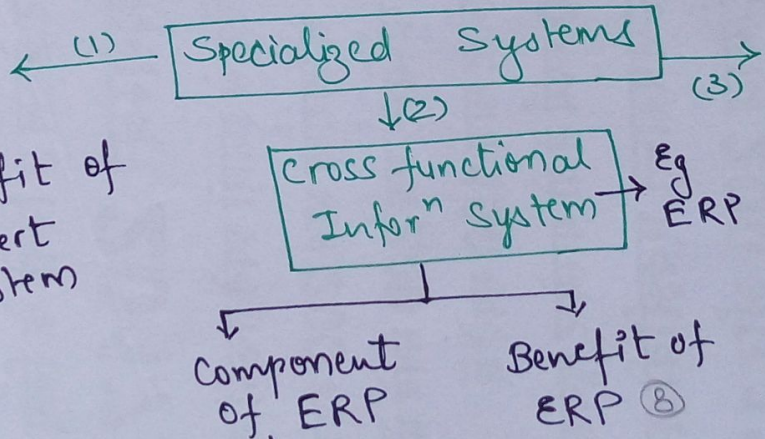 (1)
Specialized Systems
(3)
(2)
fit of
ert
stem
Cross functional
Inforⁿ System
Eg
ERP
Component
of ERP
Benefit of
ERP ⑧